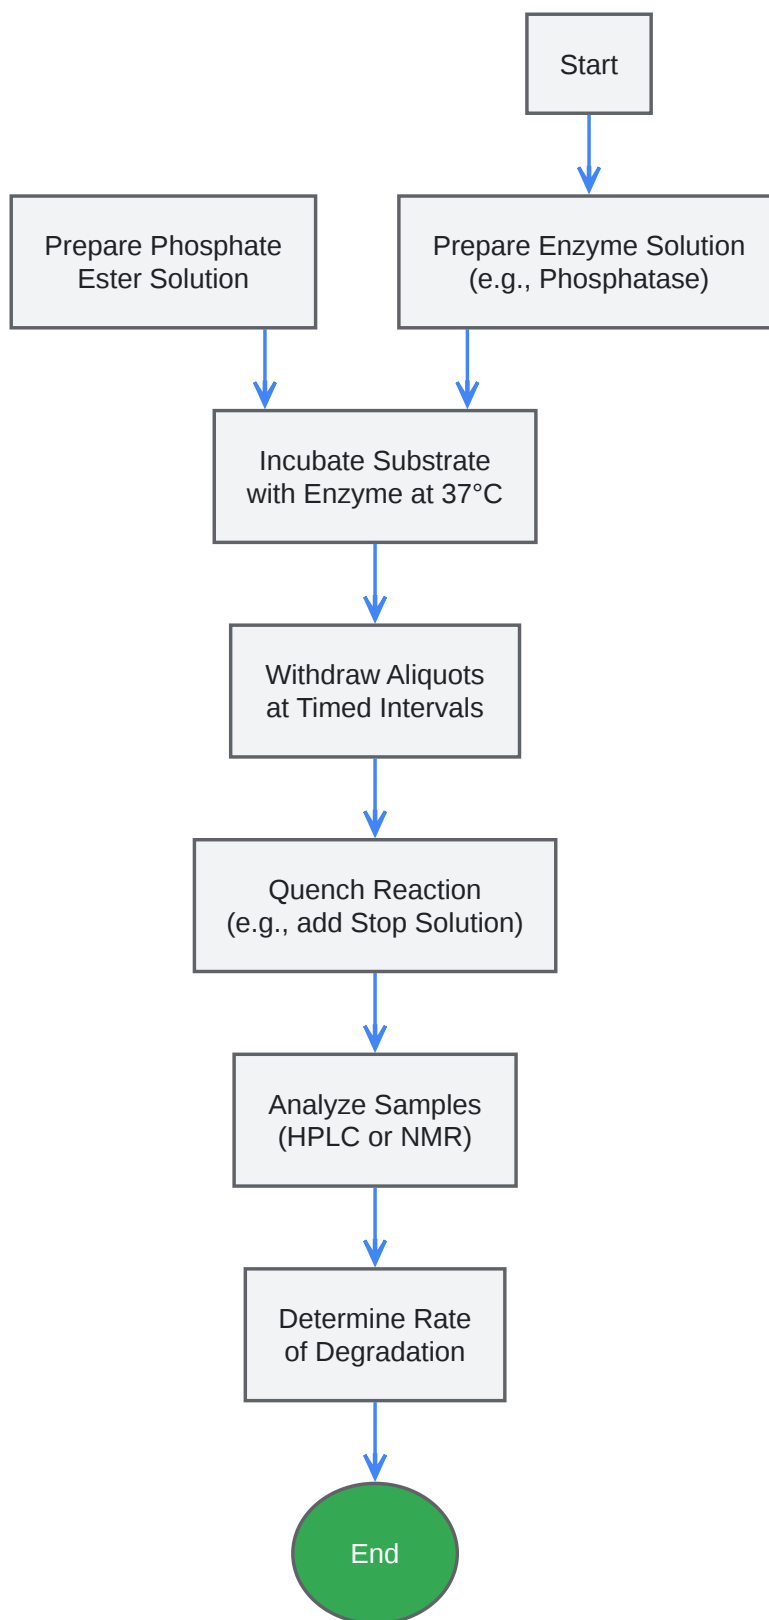 Start
Prepare Phosphate
Ester Solution
Prepare Enzyme Solution
(e.g., Phosphatase)
Incubate Substrate
with Enzyme at 37°C
Withdraw Aliquots
at Timed Intervals
Quench Reaction
(e.g., add Stop Solution)
Analyze Samples
(HPLC or NMR)
Determine Rate
of Degradation
End